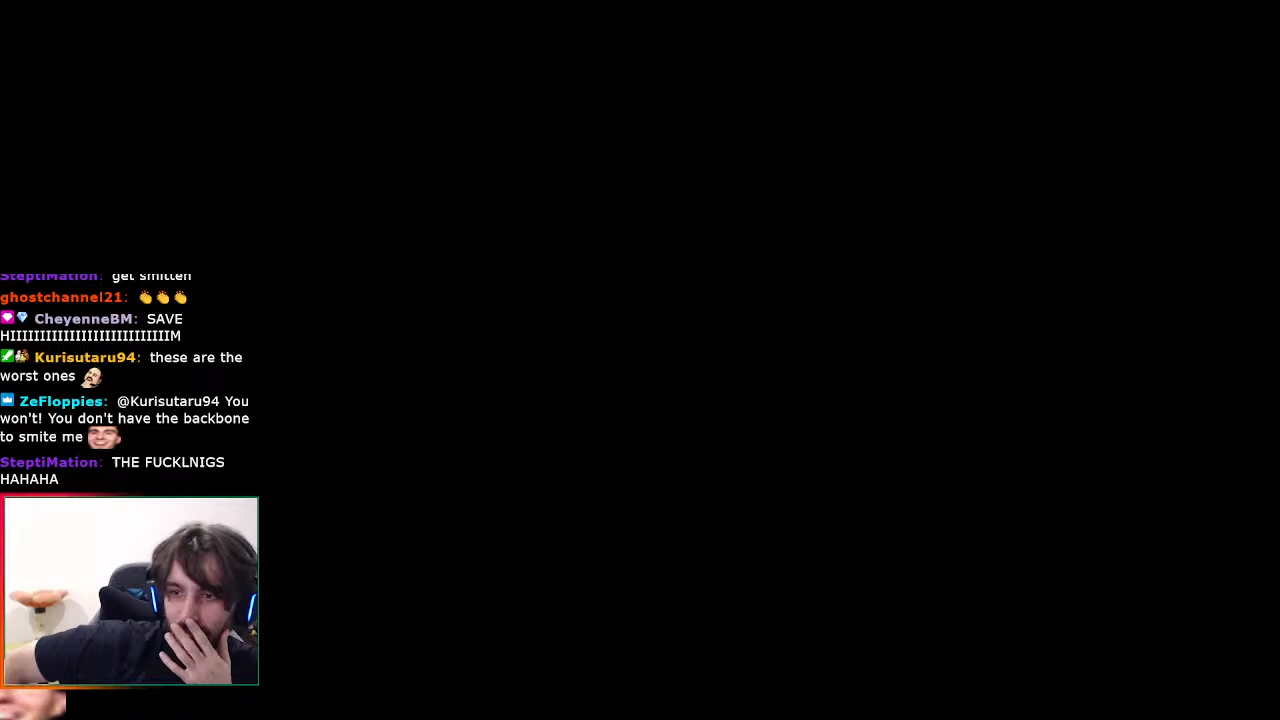 SteptiMation: get smitten
ghostchannel21: 👏👏👏
CheyenneBM: SAVE
HIIIIIIIIIIIIIIIIIIIIIIIIIIM
Kurisutaru94: these are the
worst ones
ZeFloppies: @Kurisutaru94 You
won't! You don't have the backbone
to smite me
SteptiMation: THE FUCKLNIGS
HAHAHA